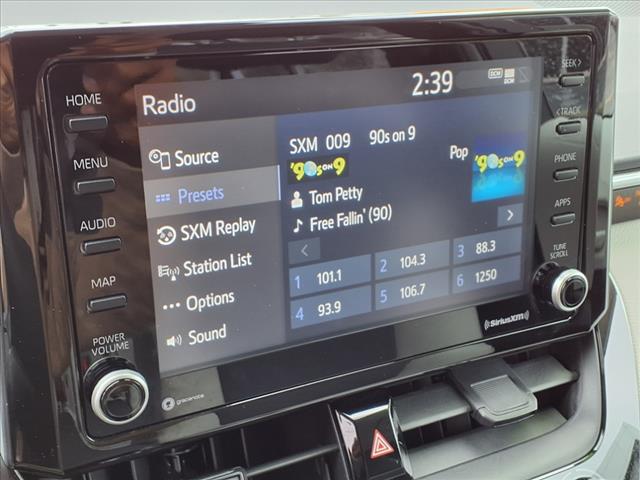 HOME
MENU
AUDIO
MAP
POWER
VOLUME
Radio
2:39
DCM
Source
Presets
SXM Replay
Station List
Options
Sound
SXM 009 90s on 9
'90s ON 9
Pop
'90s ON 9
Tom Petty
Free Fallin' (90)
1 101.1
2 104.3
3 88.3
4 93.9
5 106.7
6 1250
SEEK >
< TRACK
PHONE
APPS
TUNE
SCROLL
SiriusXM
gracenote